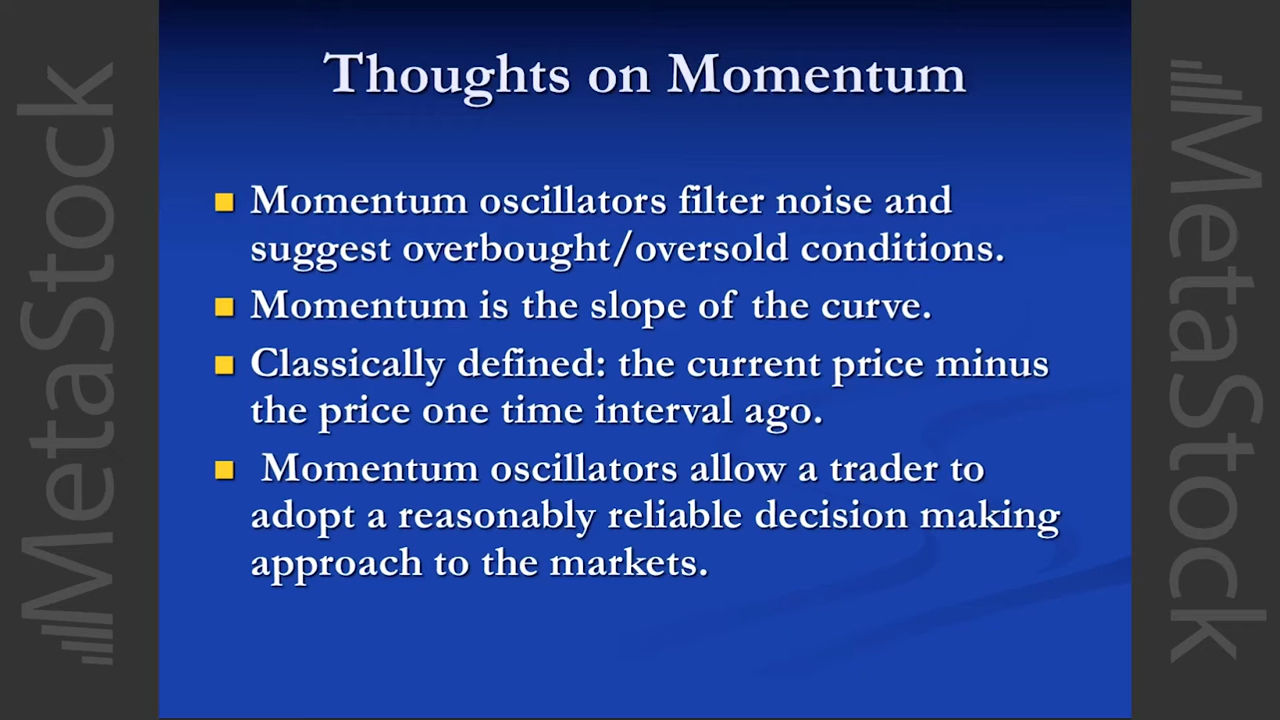 Thoughts on Momentum
Momentum oscillators filter noise and
suggest overbought/oversold conditions.
Momentum is the slope of the curve.
Classically defined: the current price minus
the price one time interval ago.
Momentum oscillators allow a trader to
adopt a reasonably reliable decision making
approach to the markets.
MetaStock
MetaStock